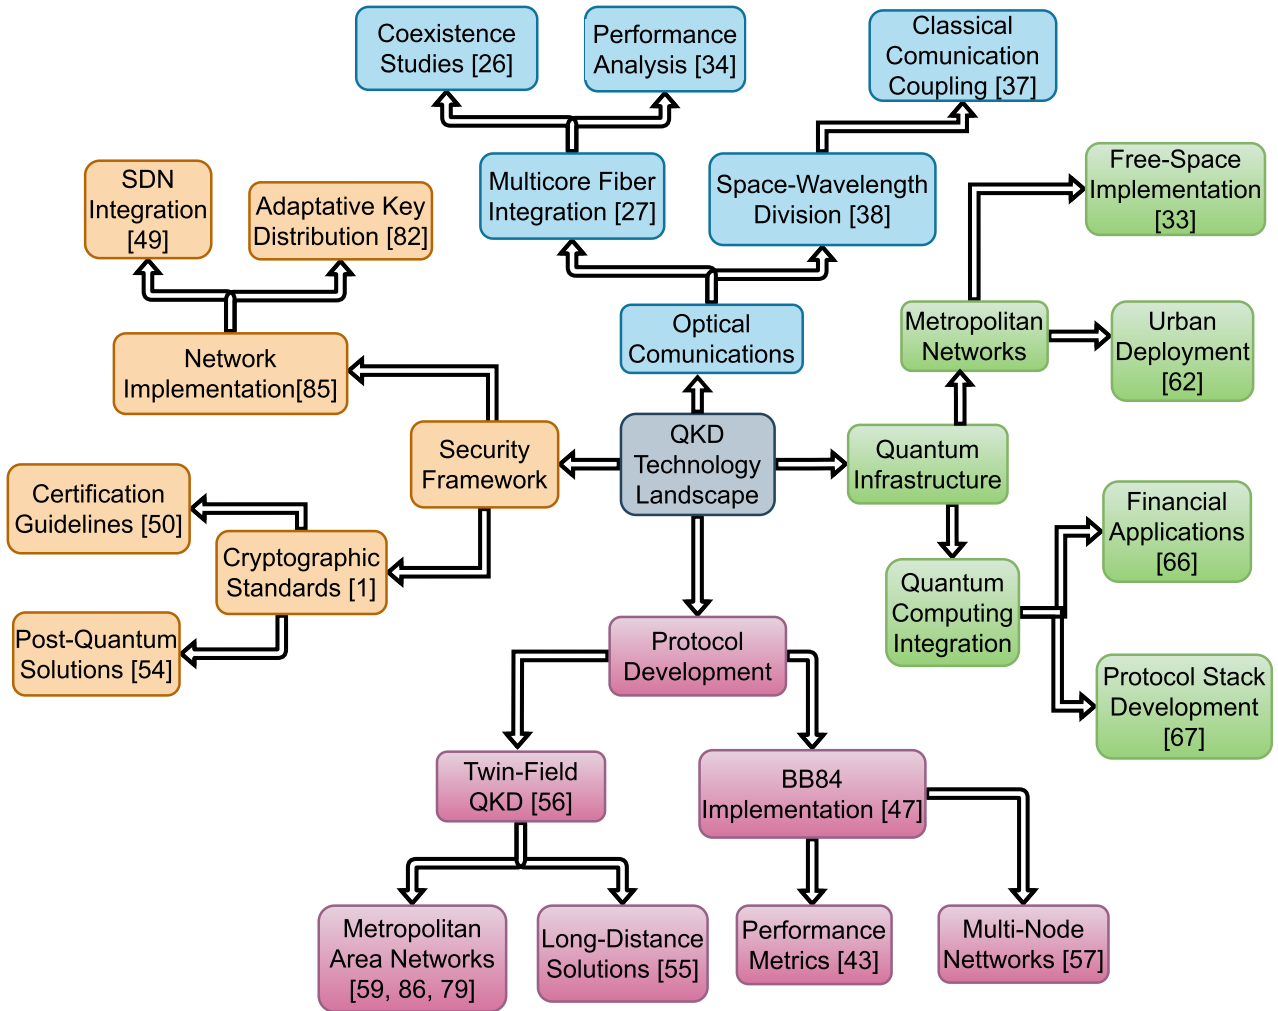 Coexistence
Studies [26]
Performance
Analysis [34]
Classical
Comunication
Coupling [37]
SDN
Integration
[49]
Adaptative Key
Distribution [82]
Multicore Fiber
Integration [27]
Space-Wavelength
Division [38]
Free-Space
Implementation
[33]
Network
Implementation[85]
Optical
Comunications
Metropolitan
Networks
Urban
Deployment
[62]
Security
Framework
QKD
Technology
Landscape
Quantum
Infrastructure
Certification
Guidelines [50]
Cryptographic
Standards [1]
Post-Quantum
Solutions [54]
Financial
Applications
[66]
Quantum
Computing
Integration
Protocol Stack
Development
[67]
Protocol
Development
Twin-Field
QKD [56]
BB84
Implementation [47]
Metropolitan
Area Networks
[59, 86, 79]
Long-Distance
Solutions [55]
Performance
Metrics [43]
Multi-Node
Nettworks [57]